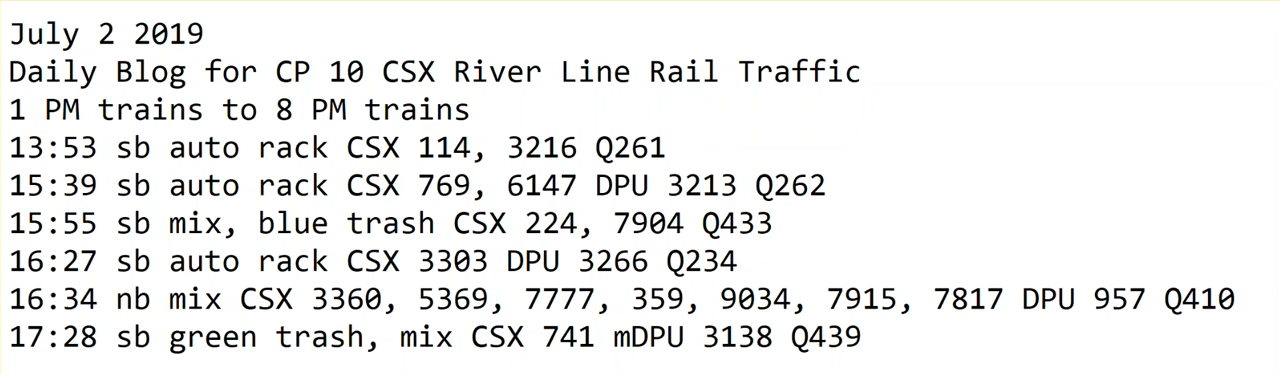 July 2 2019
Daily Blog for CP 10 CSX River Line Rail Traffic
1 PM trains to 8 PM trains
13:53 sb auto rack CSX 114, 3216 Q261
15:39 sb auto rack CSX 769, 6147 DPU 3213 Q262
15:55 sb mix, blue trash CSX 224, 7904 Q433
16:27 sb auto rack CSX 3303 DPU 3266 Q234
16:34 nb mix CSX 3360, 5369, 7777, 359, 9034, 7915, 7817 DPU 957 Q410
17:28 sb green trash, mix CSX 741 mDPU 3138 Q439